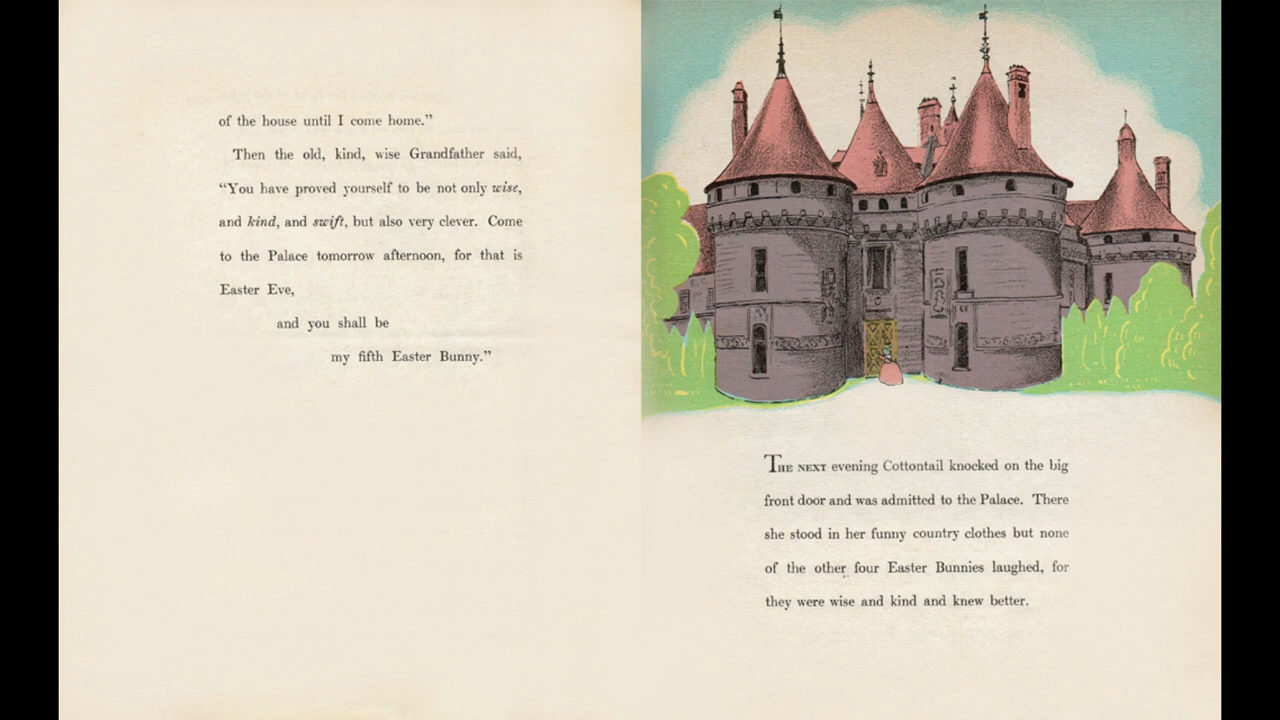 of the house until I come home.”
Then the old, kind, wise Grandfather said,
“You have proved yourself to be not only wise,
and kind, and swift, but also very clever. Come
to the Palace tomorrow afternoon, for that is
Easter Eve,
and you shall be
my fifth Easter Bunny.”
THE NEXT evening Cottontail knocked on the big
front door and was admitted to the Palace. There
she stood in her funny country clothes but none
of the other four Easter Bunnies laughed, for
they were wise and kind and knew better.